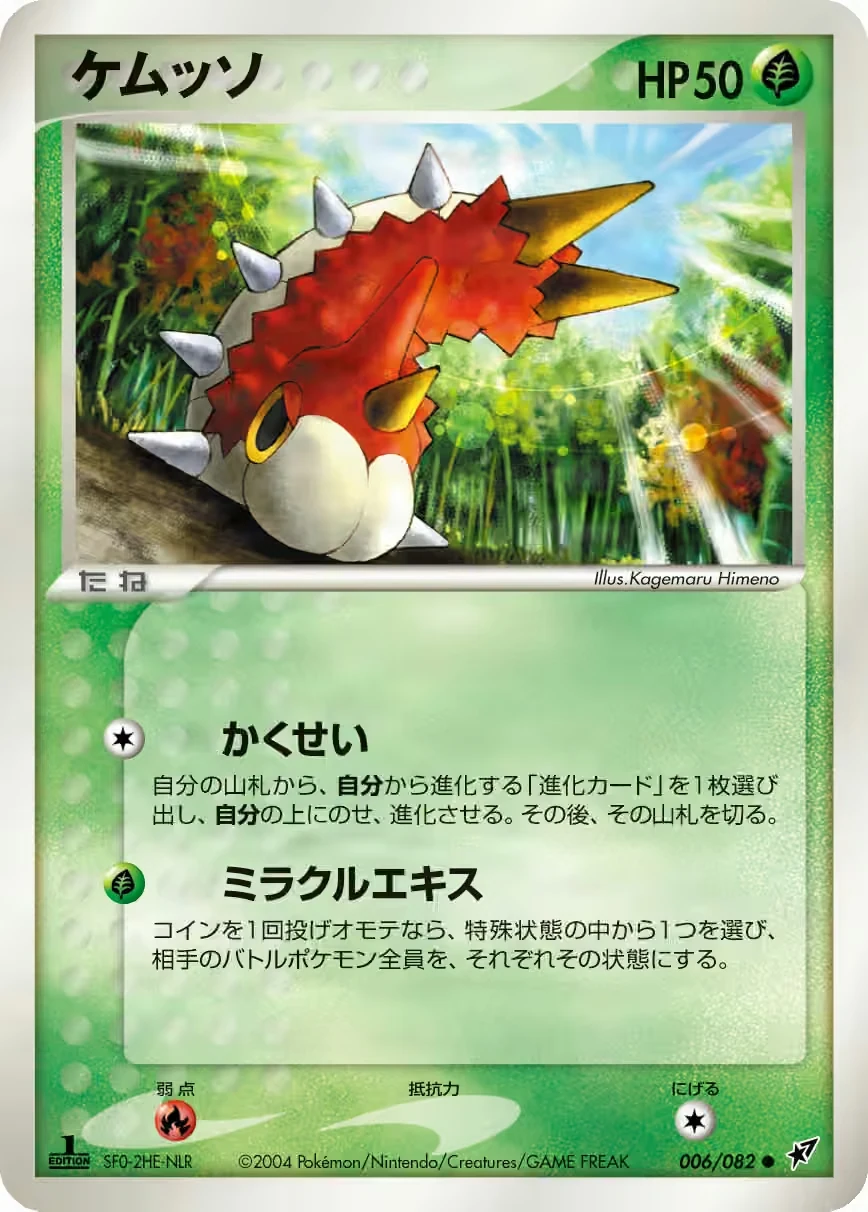 ケムッソ
HP50
たね
Illus.Kagemaru Himeno
かくせい
自分の山札から、自分から進化する「進化カード」を1枚選び
出し、自分の上にのせ、進化させる。その後、その山札を切る。
ミラクルエキス
コインを1回投げオモテなら、特殊状態の中から1つを選び、
相手のバトルポケモン全員を、それぞれその状態にする。
弱点
抵抗力
にげる
1
EDITION
SF0-2HE-NLR
©2004 Pokémon/Nintendo/Creatures/GAME FREAK
006/082